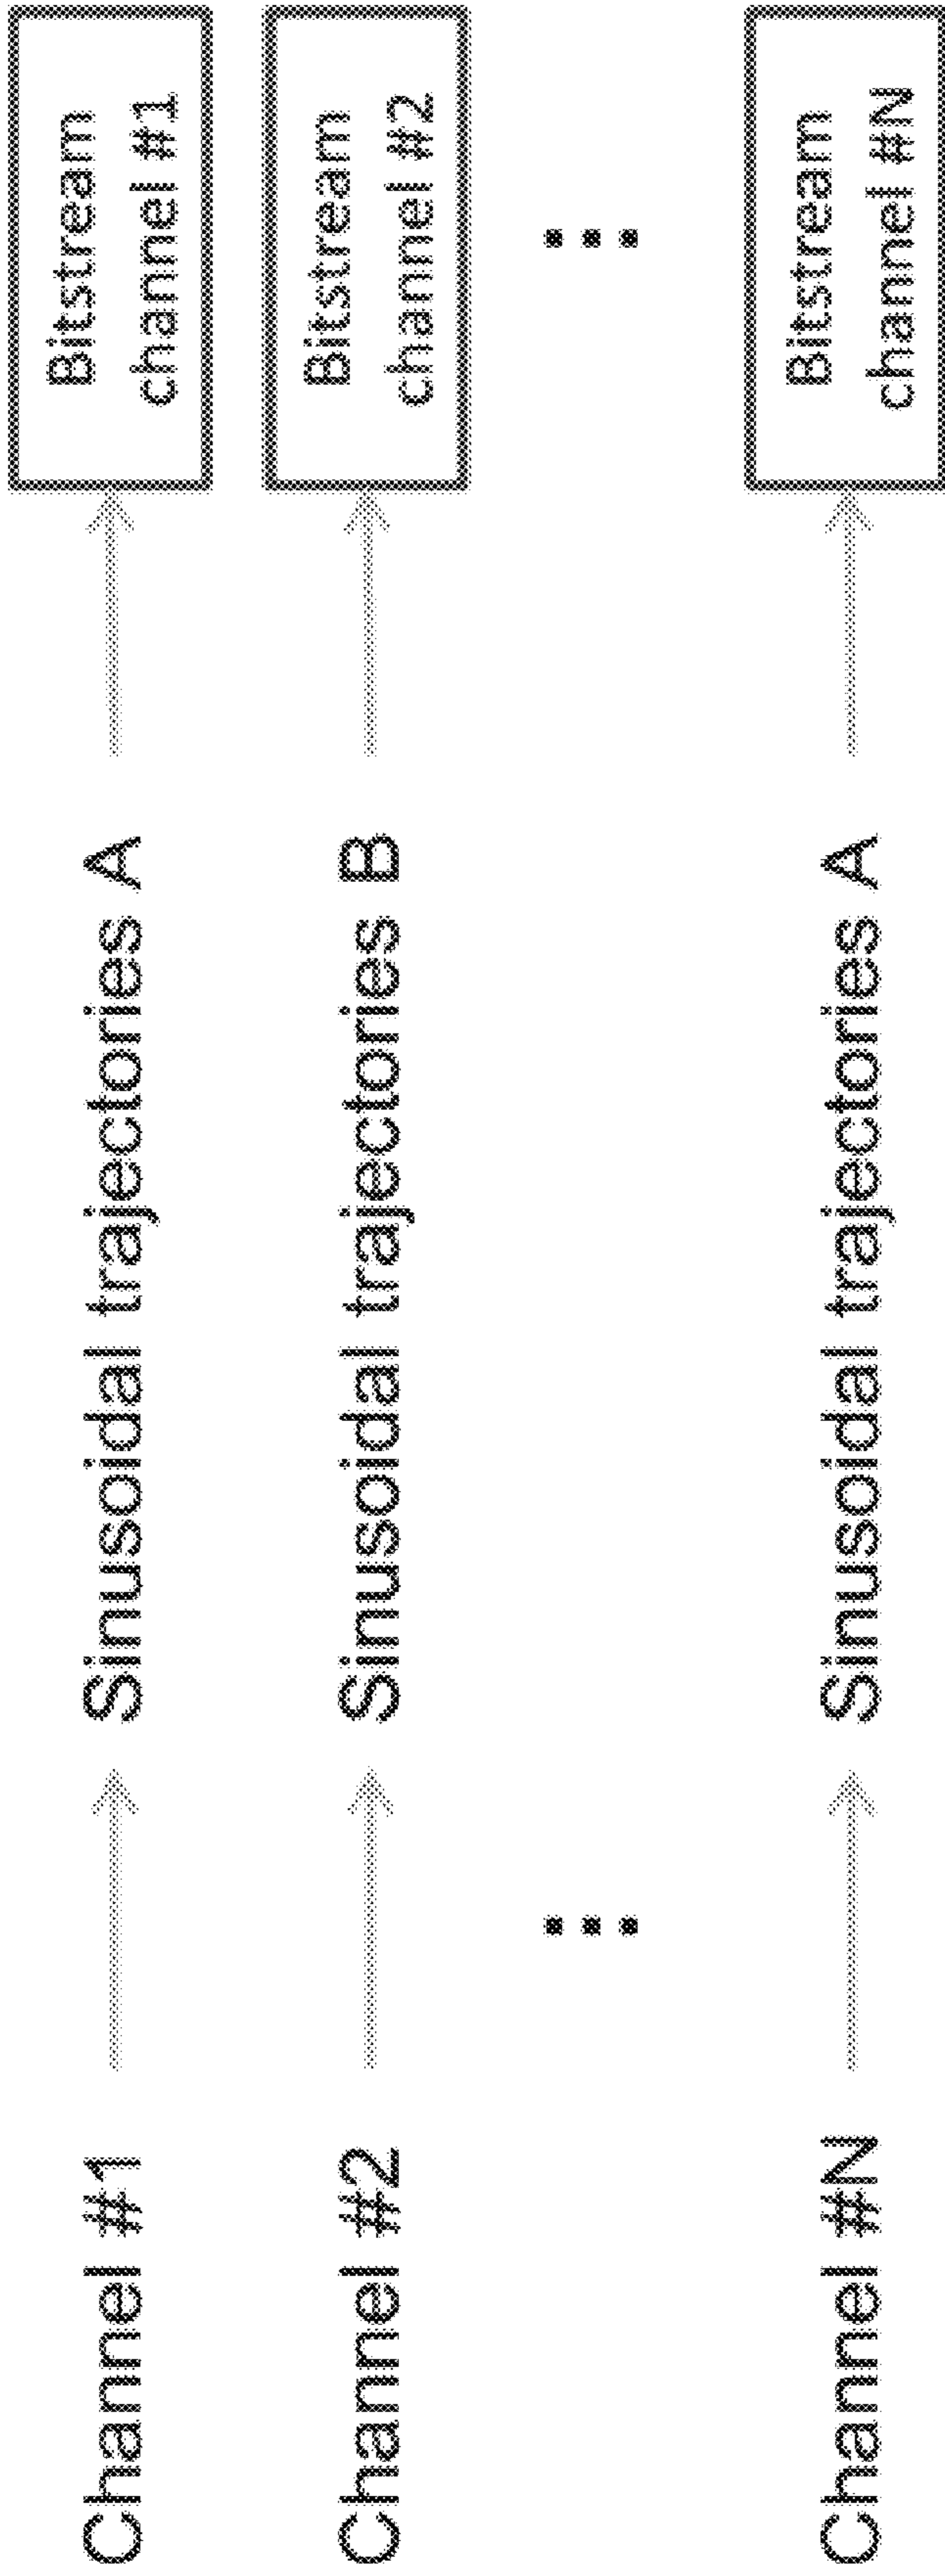 Channel #1
Sinusoidal trajectories A
Bitstream
channel #1
Channel #2
Sinusoidal trajectories B
Bitstream
channel #2
Channel #N
Sinusoidal trajectories A
Bitstream
channel #N